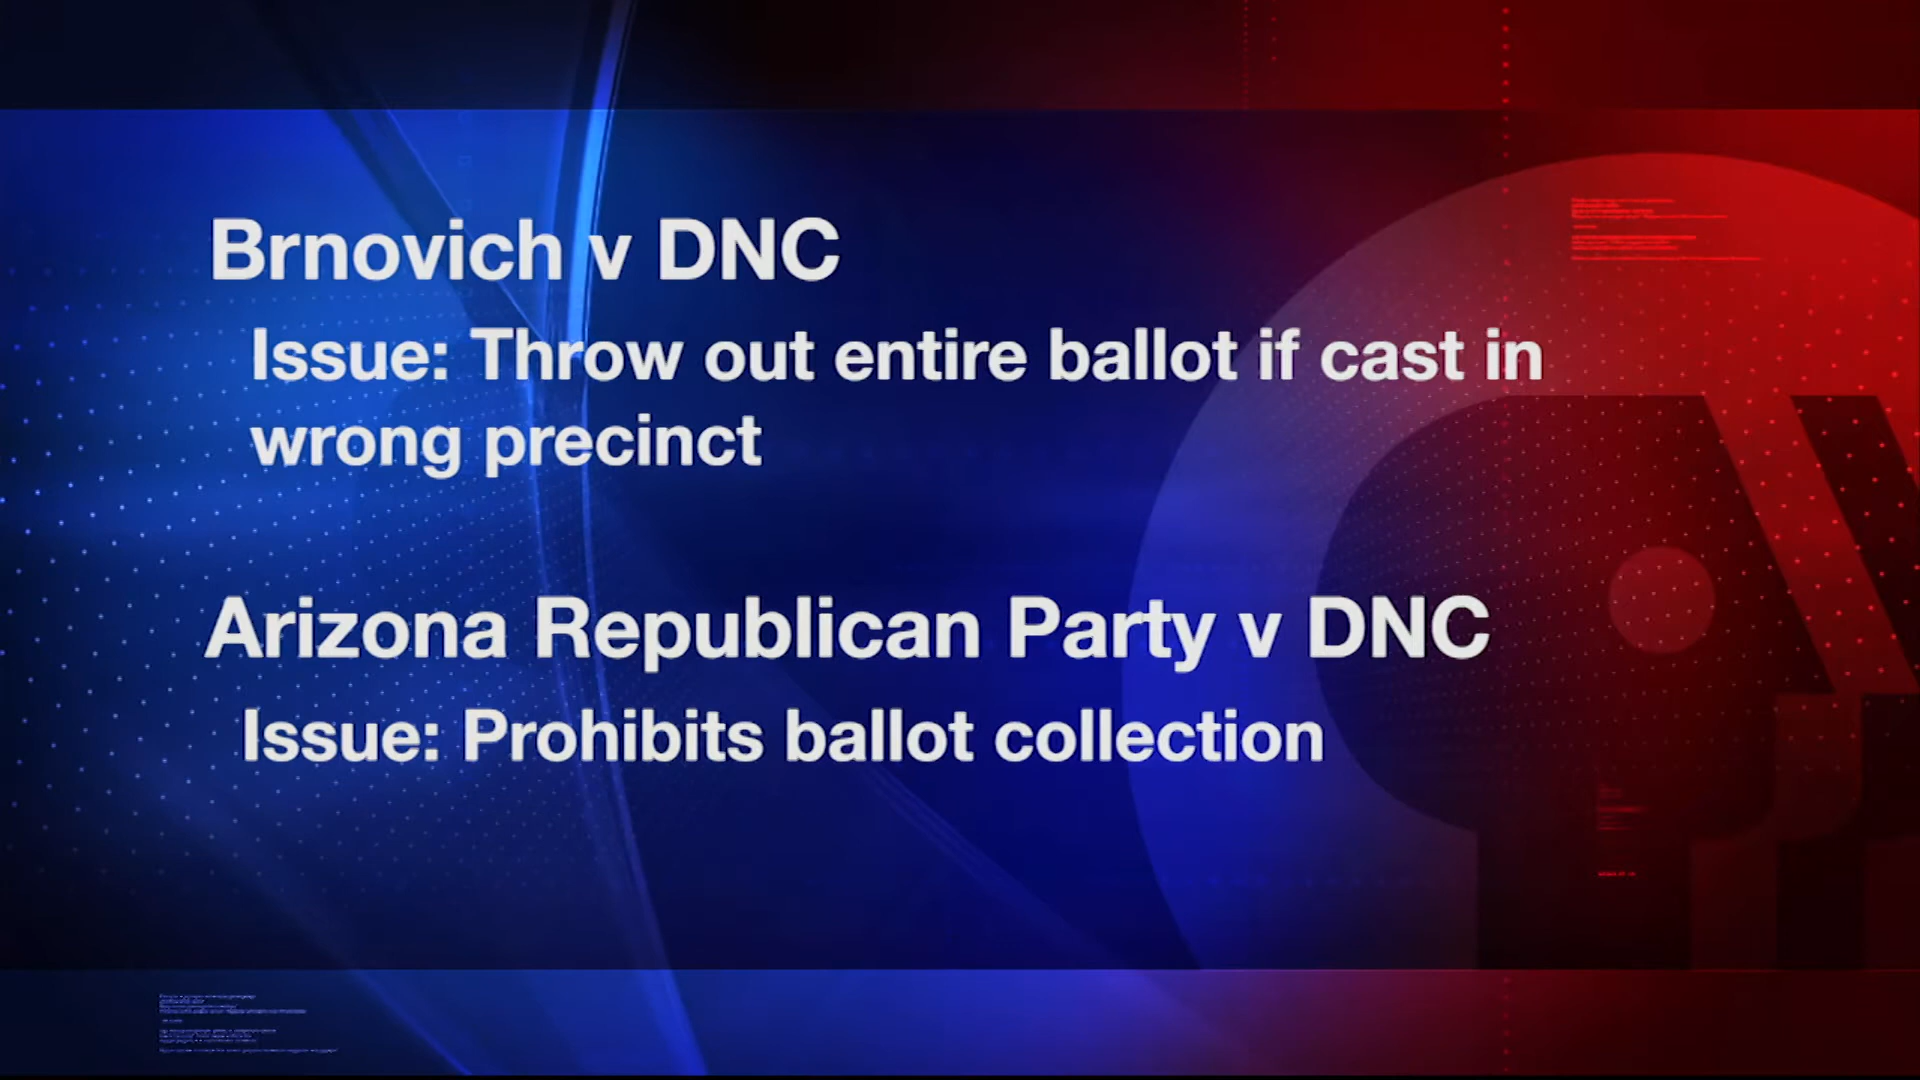 Brnovich v DNC
Issue: Throw out entire ballot if cast in
wrong precinct
Arizona Republican Party v DNC
Issue: Prohibits ballot collection